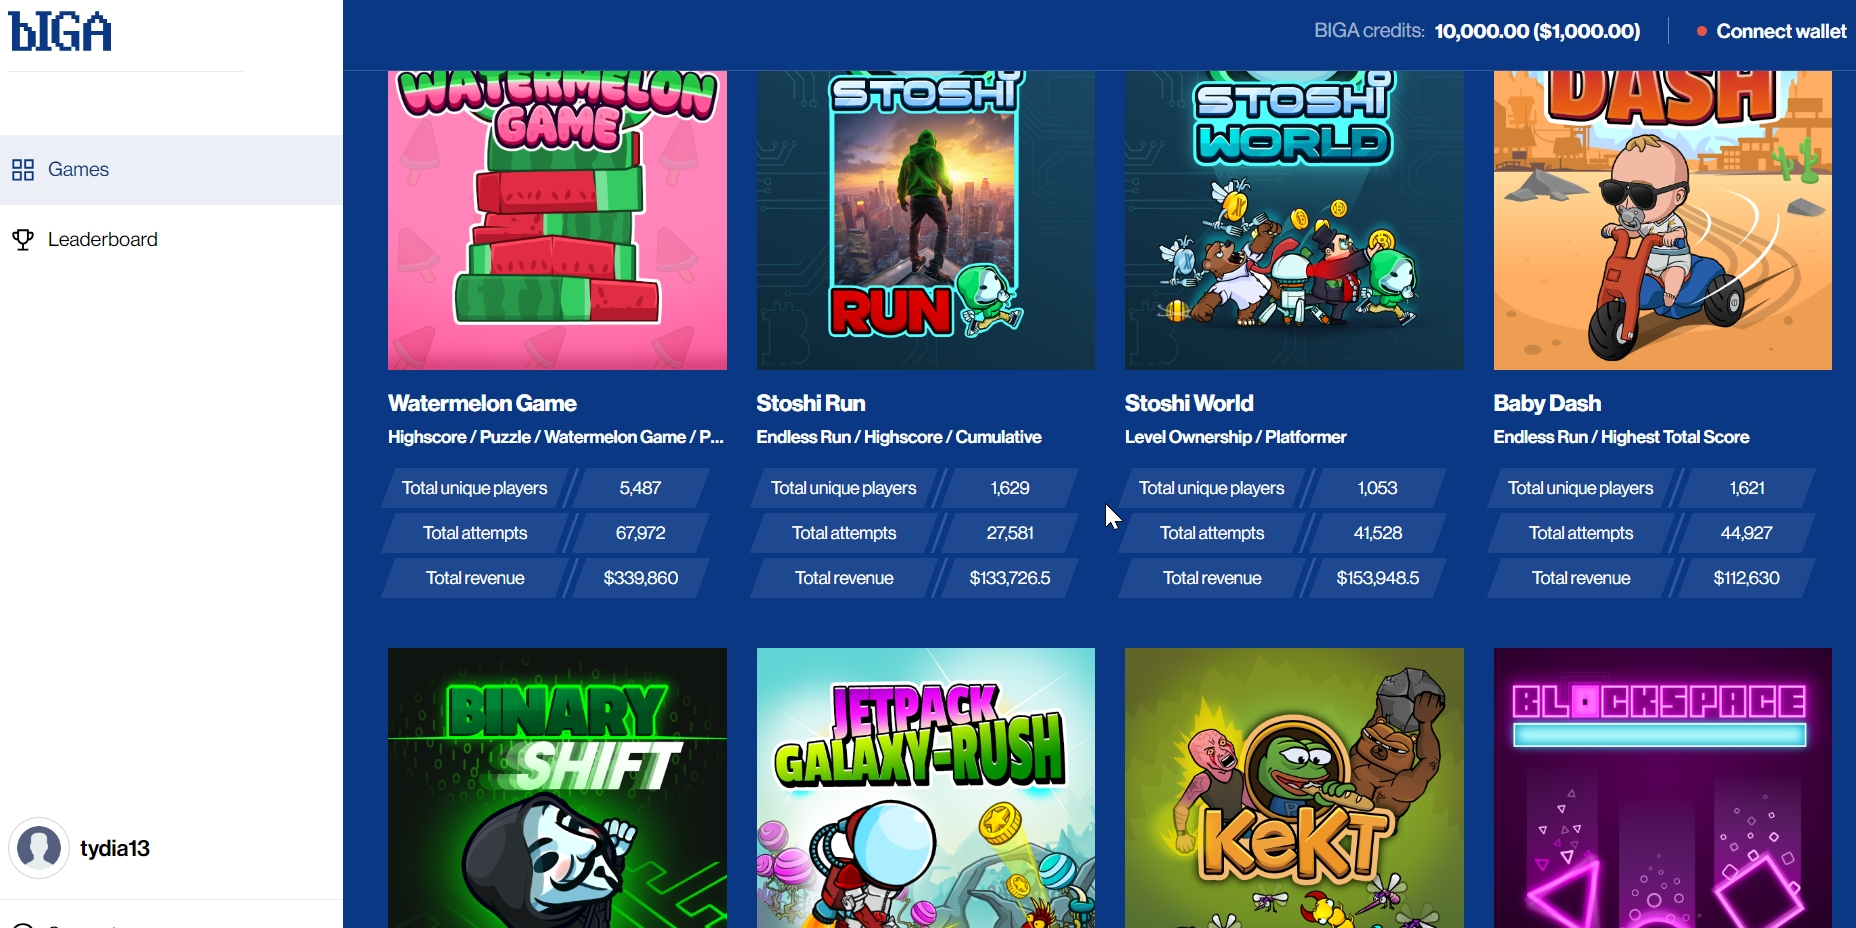 bIGA
BIGA credits: 10,000.00 ($1,000.00)
Connect wallet
Games
Leaderboard
WATERMELON
GAME
STOSHI
RUN
STOSHI
WORLD
DASH
Watermelon Game
Highscore / Puzzle / Watermelon Game / P...
Total unique players 5,487
Total attempts 67,972
Total revenue $339,860
Stoshi Run
Endless Run / Highscore / Cumulative
Total unique players 1,629
Total attempts 27,581
Total revenue $133,726.5
Stoshi World
Level Ownership / Platformer
Total unique players 1,053
Total attempts 41,528
Total revenue $153,948.5
Baby Dash
Endless Run / Highest Total Score
Total unique players 1,621
Total attempts 44,927
Total revenue $112,630
BINARY
SHIFT
JETPACK
GALAXY-RUSH
KeKT
BLOCKSPACE
tydia13